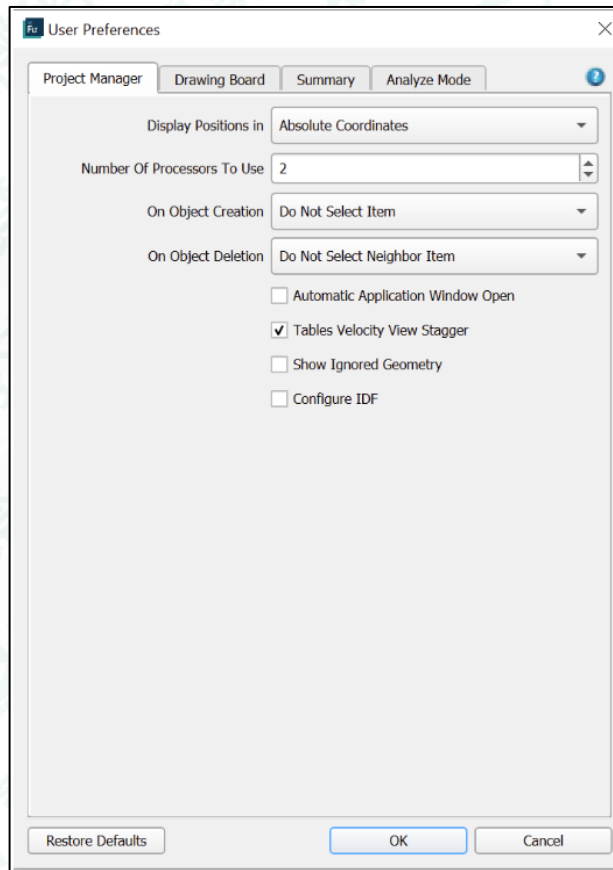 User Preferences
Project Manager Drawing Board Summary Analyze Mode
Display Positions in Absolute Coordinates
Number Of Processors To Use 2
On Object Creation Do Not Select Item
On Object Deletion Do Not Select Neighbor Item
Automatic Application Window Open
Tables Velocity View Stagger
Show Ignored Geometry
Configure IDF
Restore Defaults OK Cancel